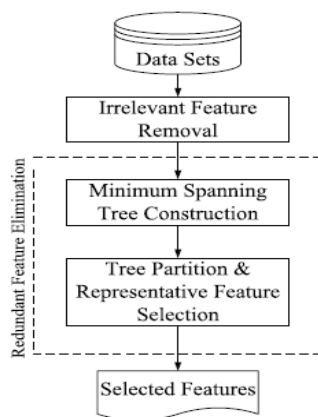 Data Sets
Irrelevant Feature
Removal
Redundant Feature Elimination
Minimum Spanning
Tree Construction
Tree Partition &
Representative Feature
Selection
Selected Features